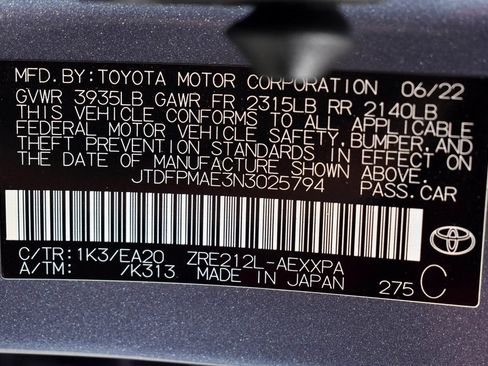 MFD. BY: TOYOTA MOTOR CORPORATION 06/22
GVWR 3935LB GAWR FR 2315LB RR 2140LB
THIS VEHICLE CONFORMS TO ALL APPLICABLE
FEDERAL MOTOR VEHICLE SAFETY, BUMPER, AND
THEFT PREVENTION STANDARDS IN EFFECT ON
THE DATE OF MANUFACTURE SHOWN ABOVE.
JTDFPMAE3N3025794 PASS.CAR
C/TR: 1K3/EA20 ZRE212L-AEXXPA
A/TM: /K313 MADE IN JAPAN 275 C